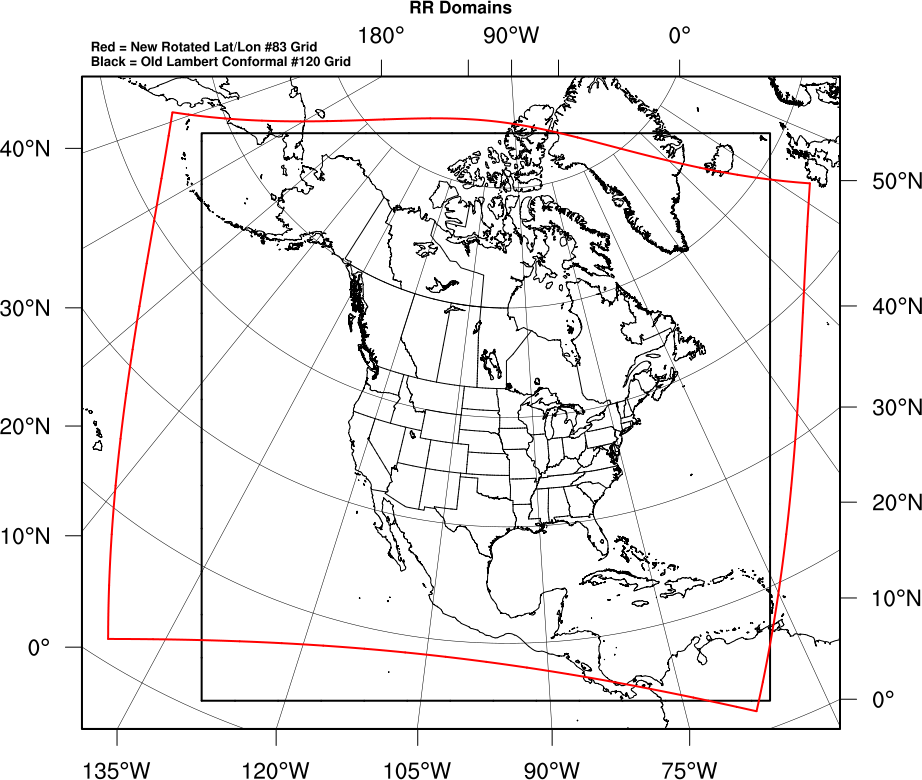 RR Domains
180° 90°W 0°
Red = New Rotated Lat/Lon #83 Grid
Black = Old Lambert Conformal #120 Grid
40°N
50°N
30°N
40°N
20°N
30°N
10°N
20°N
0°
10°N
0°
135°W 120°W 105°W 90°W 75°W